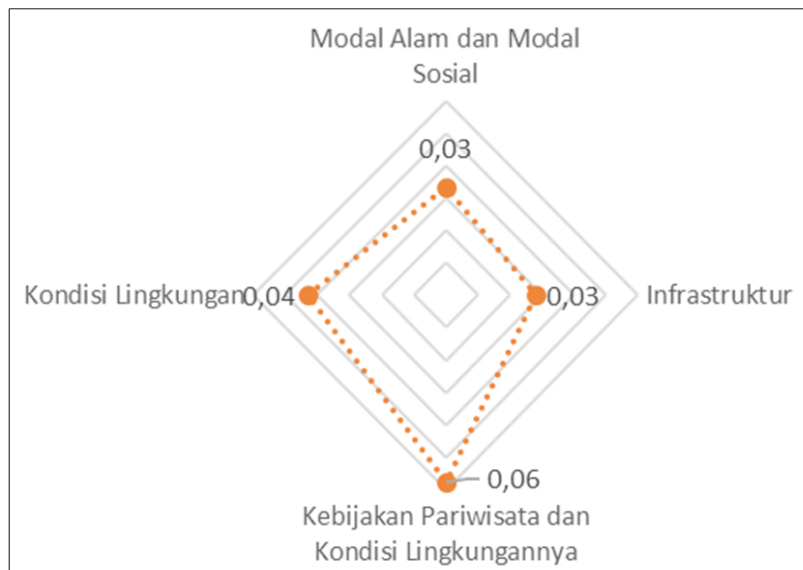 Modal Alam dan Modal
Sosial
0,03
Kondisi Lingkungan
0,04
0,03
Infrastruktur
0,06
Kebijakan Pariwisata dan
Kondisi Lingkungannya